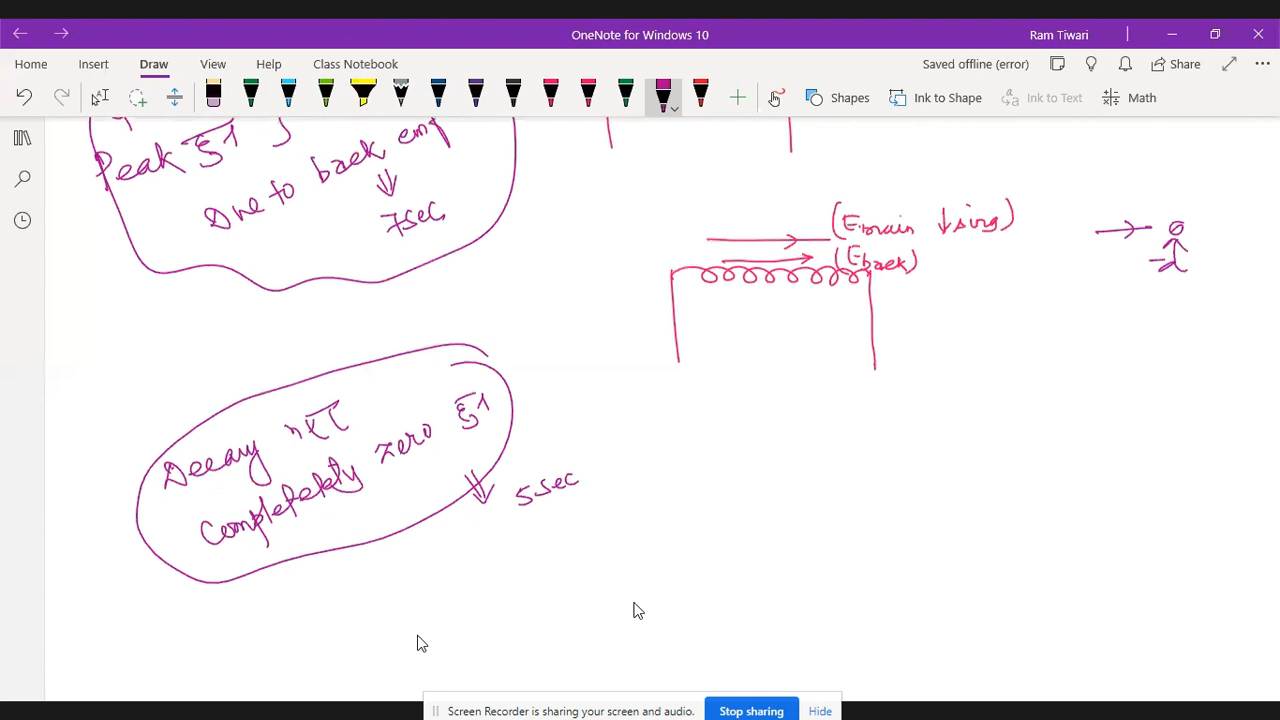 OneNote for Windows 10
Ram Tiwari
Home Insert Draw View Help Class Notebook
Saved offline (error)
Share
Shapes
Ink to Shape
Ink to Text
Math
Peak
Due to back emf
7sec
(Emain ↓sing)
(Eback)
Decay
completely zero
5sec
Screen Recorder is sharing your screen and audio.
Stop sharing
Hide